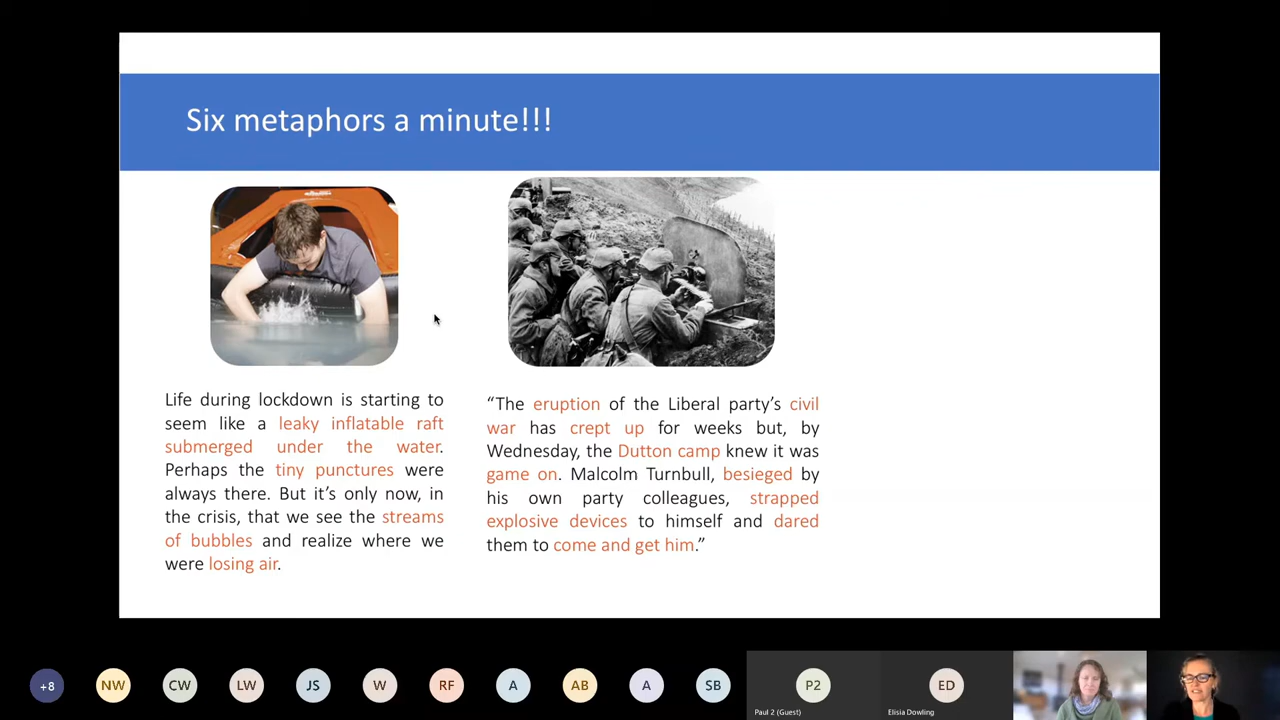 Six metaphors a minute!!!
Life during lockdown is starting to
seem like a leaky inflatable raft
submerged under the water.
Perhaps the tiny punctures were
always there. But it's only now, in
the crisis, that we see the streams
of bubbles and realize where we
were losing air.
“The eruption of the Liberal party's civil
war has crept up for weeks but, by
Wednesday, the Dutton camp knew it was
game on. Malcolm Turnbull, besieged by
his own party colleagues, strapped
explosive devices to himself and dared
them to come and get him.”
+8
NW
CW
LW
JS
W
RF
A
AB
A
SB
P2
Paul 2 (Guest)
ED
Elisia Dowling